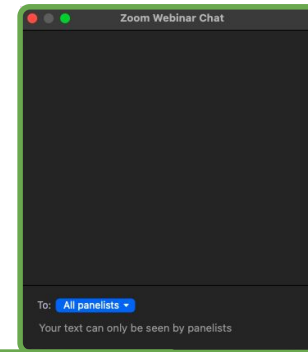 Zoom Webinar Chat
To: All panelists
Your text can only be seen by panelists